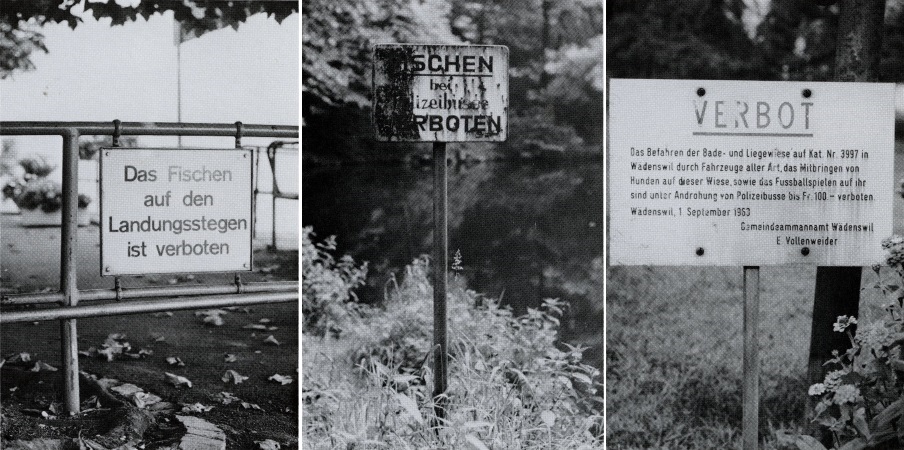 Das Fischen
auf den
Landungsstegen
ist verboten
ISCHEN
bei
lizeibusse
RBOTEN
VERBOT
Das Befahren der Bade- und Liegewiese auf Kat. Nr. 3997 in
Wädenswil durch Fahrzeuge aller Art, das Mitbringen von
Hunden auf dieser Wiese, sowie das Fussballspielen auf ihr
sind unter Androhung von Polizeibusse bis Fr. 100.– verboten.
Wädenswil, 1. September 1963
Gemeindeammannamt Wädenswil
E. Vollenweider